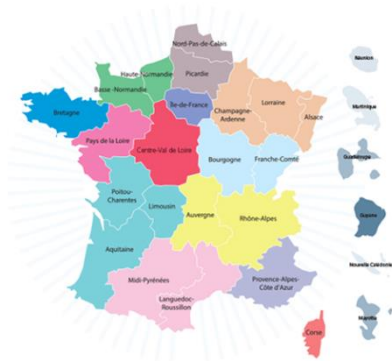 Nord-Pas-de-Calais
Haute-Normandie
Picardie
Basse-Normandie
Île-de-France
Champagne-
Ardenne
Lorraine
Alsace
Bretagne
Pays de la Loire
Centre-Val de Loire
Bourgogne
Franche-Comté
Poitou-
Charentes
Limousin
Auvergne
Rhône-Alpes
Aquitaine
Midi-Pyrénées
Languedoc-
Roussillon
Provence-Alpes-
Côte d'Azur
Corse
Réunion
Martinique
Guadeloupe
Guyane
Nouvelle Calédonie
Mayotte